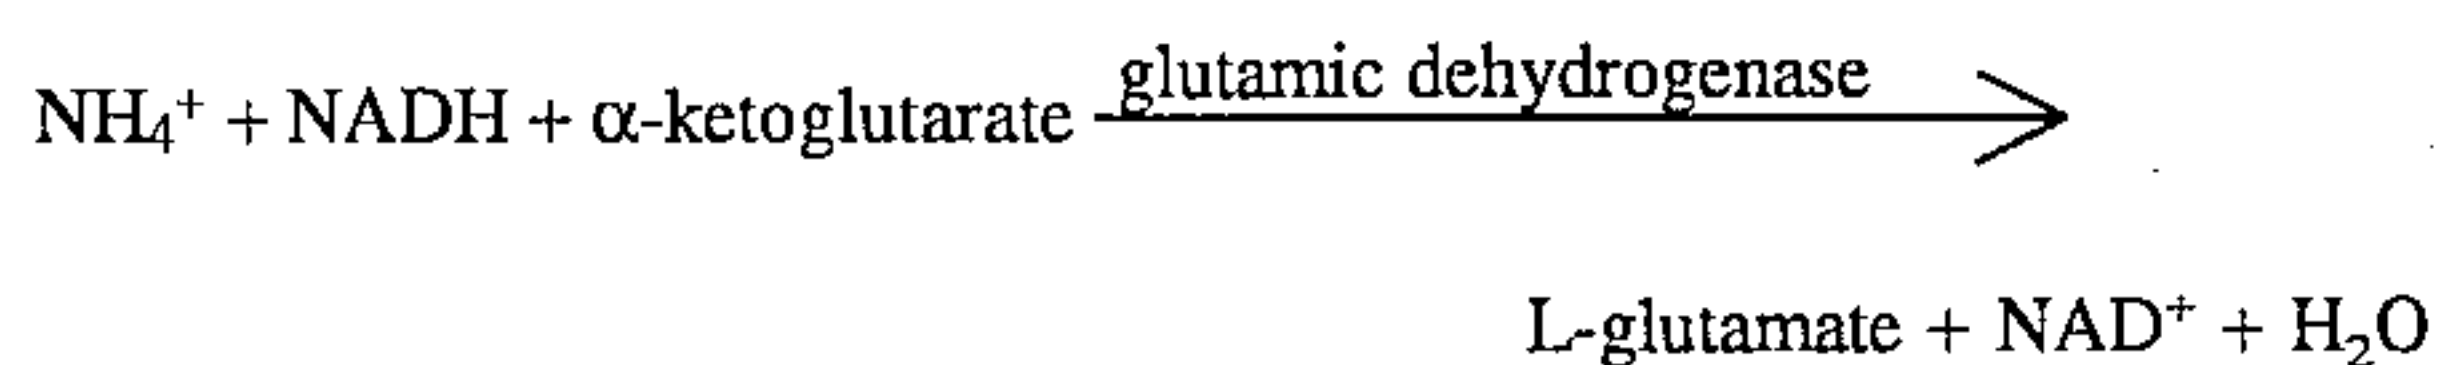 NH₄⁺ + NADH + α-ketoglutarate glutamic dehydrogenase
L-glutamate + NAD⁺ + H₂O